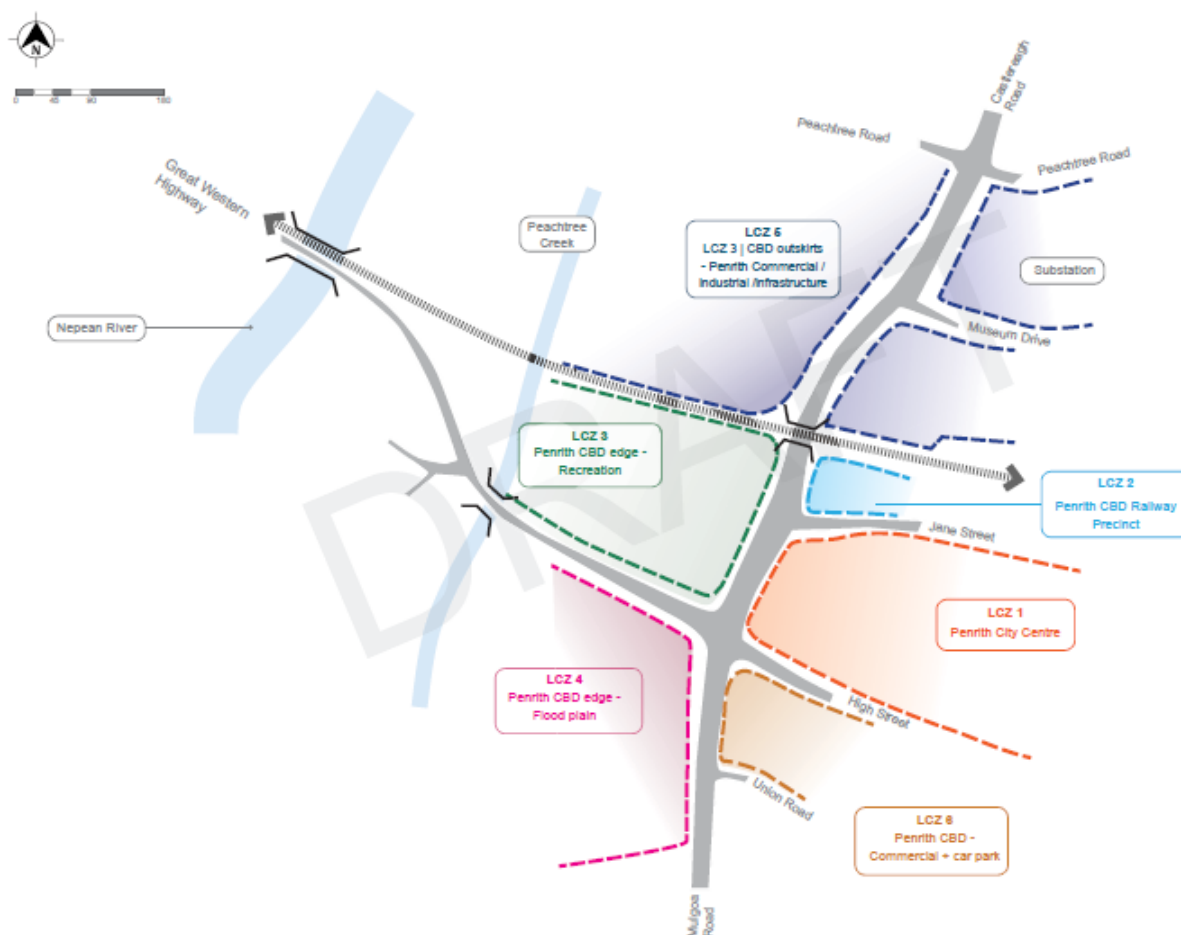 N
0 45 90 180
Castlereagh
Road
Peachtree Road
Peachtree Road
Great Western
Highway
Peachtree
Creek
LCZ 5
LCZ 3 | CBD outskirts
- Penrith Commercial /
Industrial /Infrastructure
Substation
Nepean River
Museum Drive
LCZ 3
Penrith CBD edge -
Recreation
LCZ 2
Penrith CBD Railway
Precinct
Jane Street
LCZ 1
Penrith City Centre
LCZ 4
Penrith CBD edge -
Flood plain
High Street
Union Road
LCZ 6
Penrith CBD -
Commercial + car park
Mulgoa
Road
DRAFT